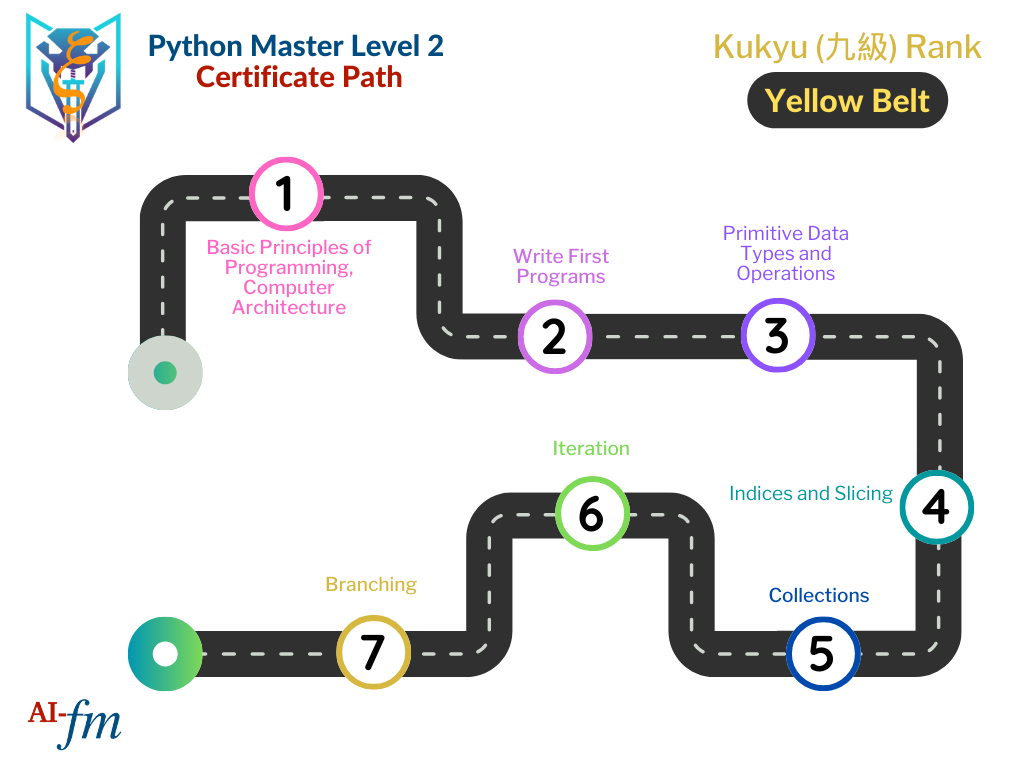 Python Master Level 2
Certificate Path
Kukyu (九級) Rank
Yellow Belt
1
Basic Principles of
Programming,
Computer
Architecture
Write First
Programs
2
Primitive Data
Types and
Operations
3
Indices and Slicing
4
Collections
5
Iteration
6
Branching
7
AI-fm